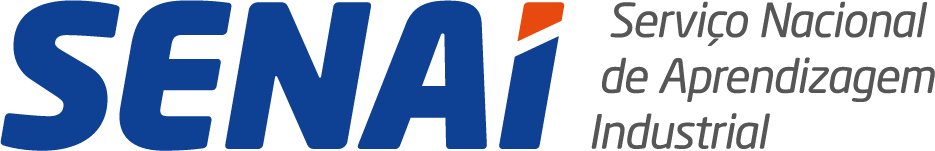 SENAI
Serviço Nacional
de Aprendizagem
Industrial